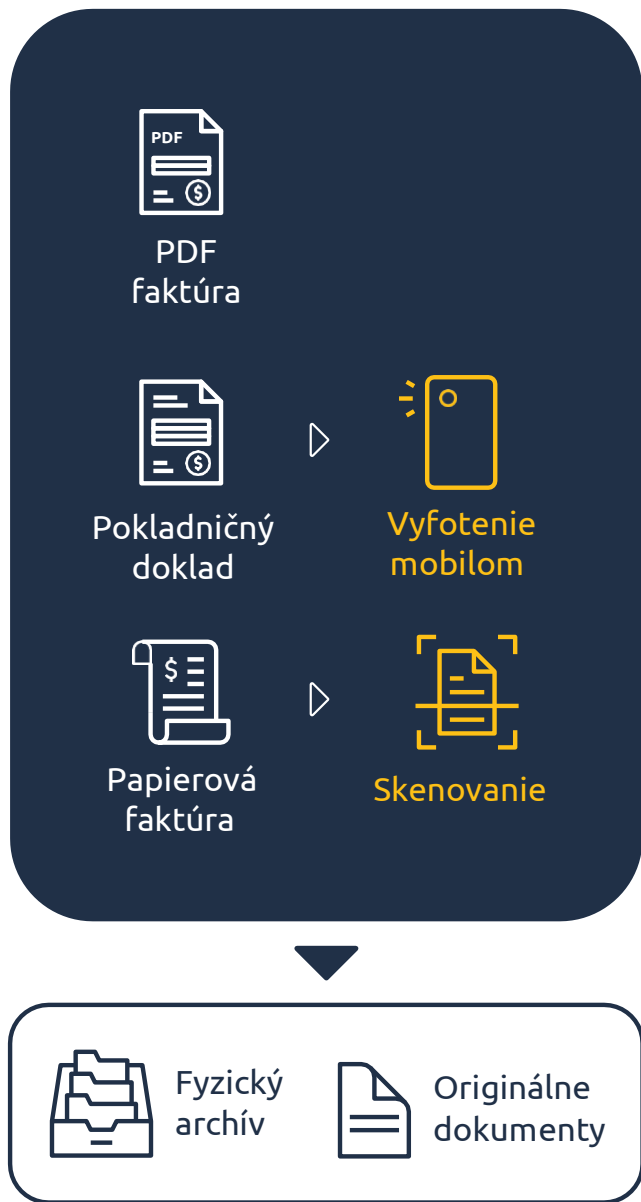 PDF
PDF
faktúra
$
Pokladničný
doklad
$
Vyfotenie
mobilom
$
Papierová
faktúra
Skenovanie
Fyzický
archív
Originálne
dokumenty